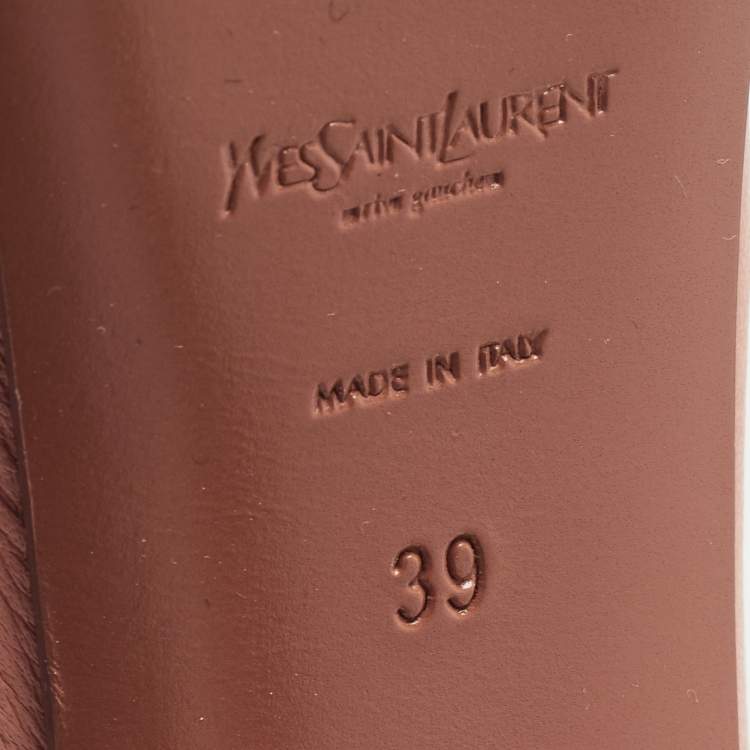 YVESSAINTLAURENT
rive gauche
MADE IN ITALY
39